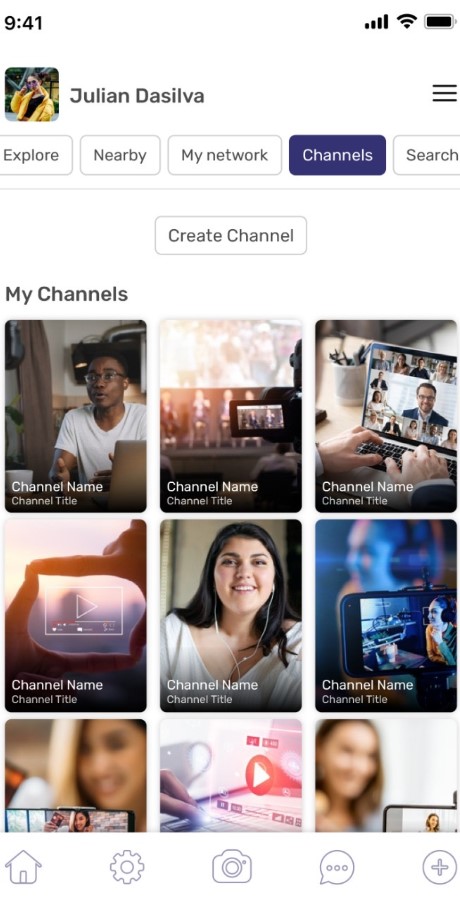 9:41
Julian Dasilva
Explore
Nearby
My network
Channels
Search
Create Channel
My Channels
Channel Name
Channel Title
Channel Name
Channel Title
Channel Name
Channel Title
Channel Name
Channel Title
Channel Name
Channel Title
Channel Name
Channel Title